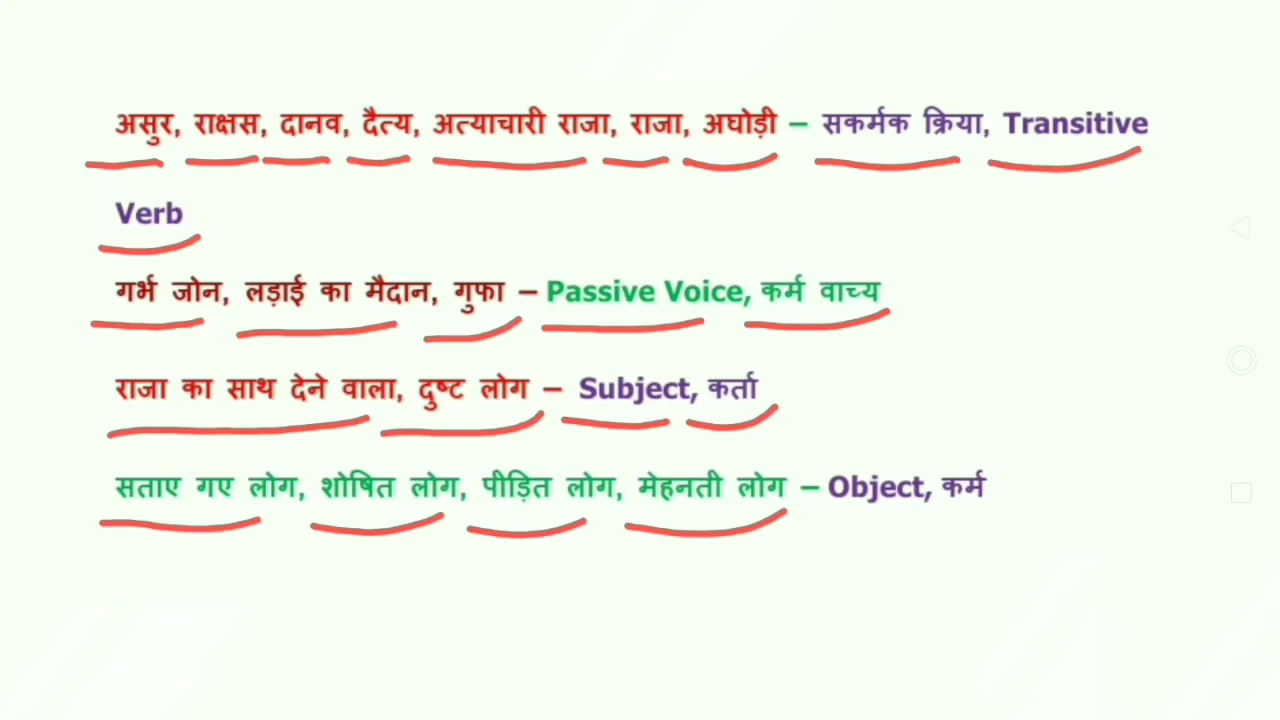 असुर, राक्षस, दानव, दैत्य, अत्याचारी राजा, राजा, अघोड़ी – सकर्मक क्रिया, Transitive
Verb
गर्भ जोन, लड़ाई का मैदान, गुफा – Passive Voice, कर्म वाच्य
राजा का साथ देने वाला, दुष्ट लोग – Subject, कर्ता
सताए गए लोग, शोषित लोग, पीड़ित लोग, मेहनती लोग – Object, कर्म